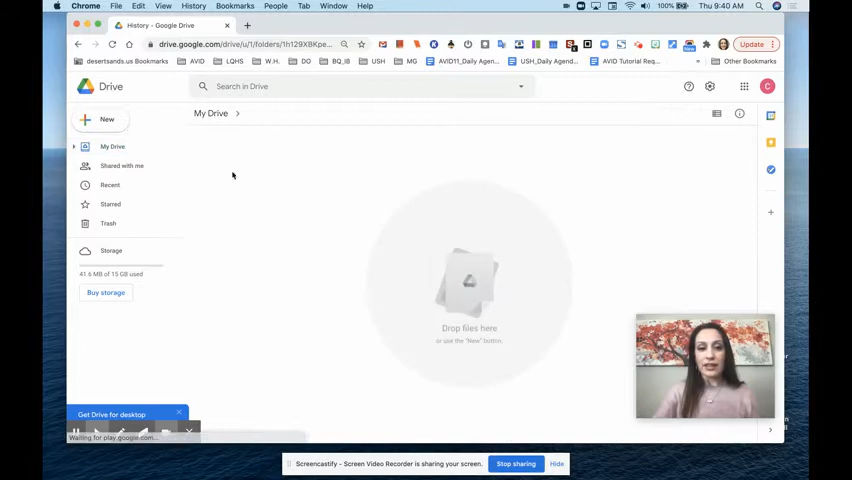 Chrome File Edit View History Bookmarks People Tab Window Help 100% Thu 9:40 AM
History - Google Drive
drive.google.com/drive/u/1/folders/1h129XBKpe... Update
desertsands.us Bookmarks AVID LQHS W.H. DO BQ_IB USH MG AVID11_Daily Agen... USH_Daily Agend... AVID Tutorial Req... Other Bookmarks
Drive Search in Drive C
New
My Drive
My Drive
Shared with me
Recent
Starred
Trash
Storage
41.6 MB of 15 GB used
Buy storage
Drop files here
or use the "New" button.
Get Drive for desktop
Waiting for play.google.com...
Screencastify - Screen Video Recorder is sharing your screen. Stop sharing Hide